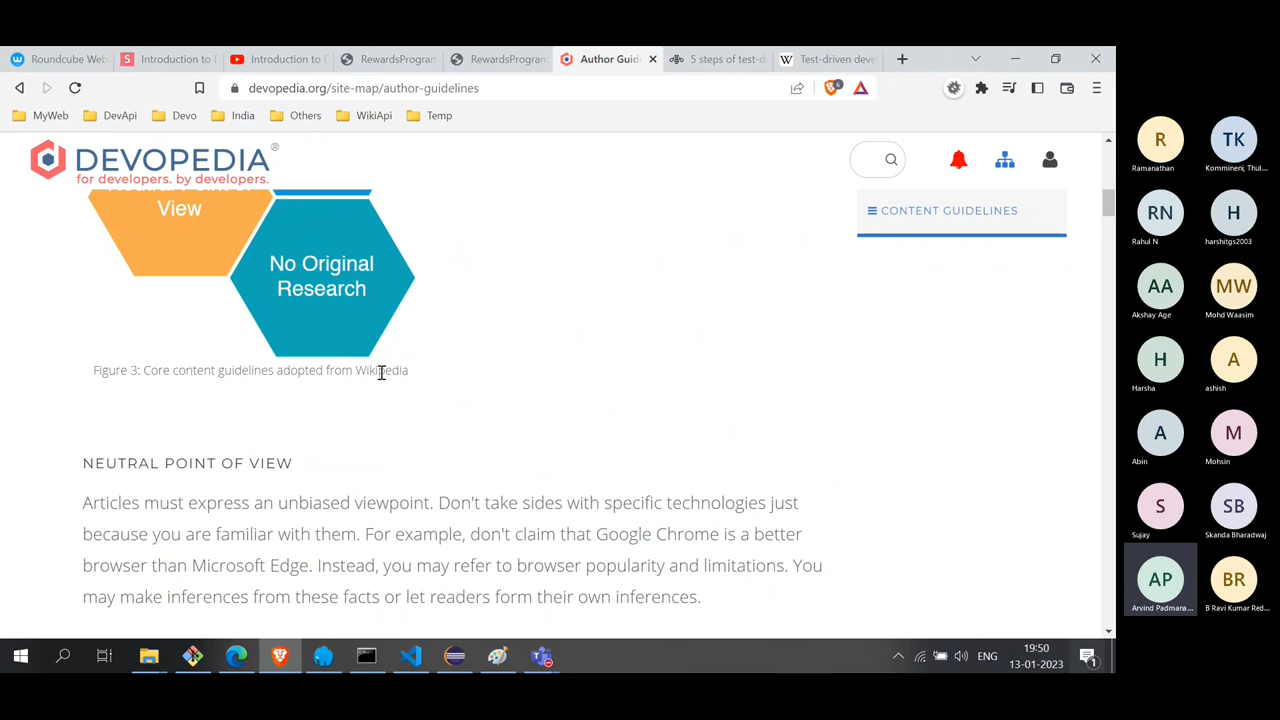 Roundcube Web
Introduction to D
Introduction to D
RewardsProgram
RewardsProgram
Author Guid
5 steps of test-d
Test-driven deve
devopedia.org/site-map/author-guidelines
6
MyWeb
DevApi
Devo
India
Others
WikiApi
Temp
DEVOPEDIA®
for developers. by developers.
View
No Original
Research
CONTENT GUIDELINES
Figure 3: Core content guidelines adopted from Wikipedia
NEUTRAL POINT OF VIEW
Articles must express an unbiased viewpoint. Don't take sides with specific technologies just
because you are familiar with them. For example, don't claim that Google Chrome is a better
browser than Microsoft Edge. Instead, you may refer to browser popularity and limitations. You
may make inferences from these facts or let readers form their own inferences.
ENG
19:50
13-01-2023
1
R
Ramanathan
TK
Kommineni, Thul...
RN
Rahul N
H
harshitgs2003
AA
Akshay Age
MW
Mohd Waasim
H
Harsha
A
ashish
A
Abin
M
Mohsin
S
Sujay
SB
Skanda Bharadwaj
AP
Arvind Padmana...
BR
B Ravi Kumar Red...